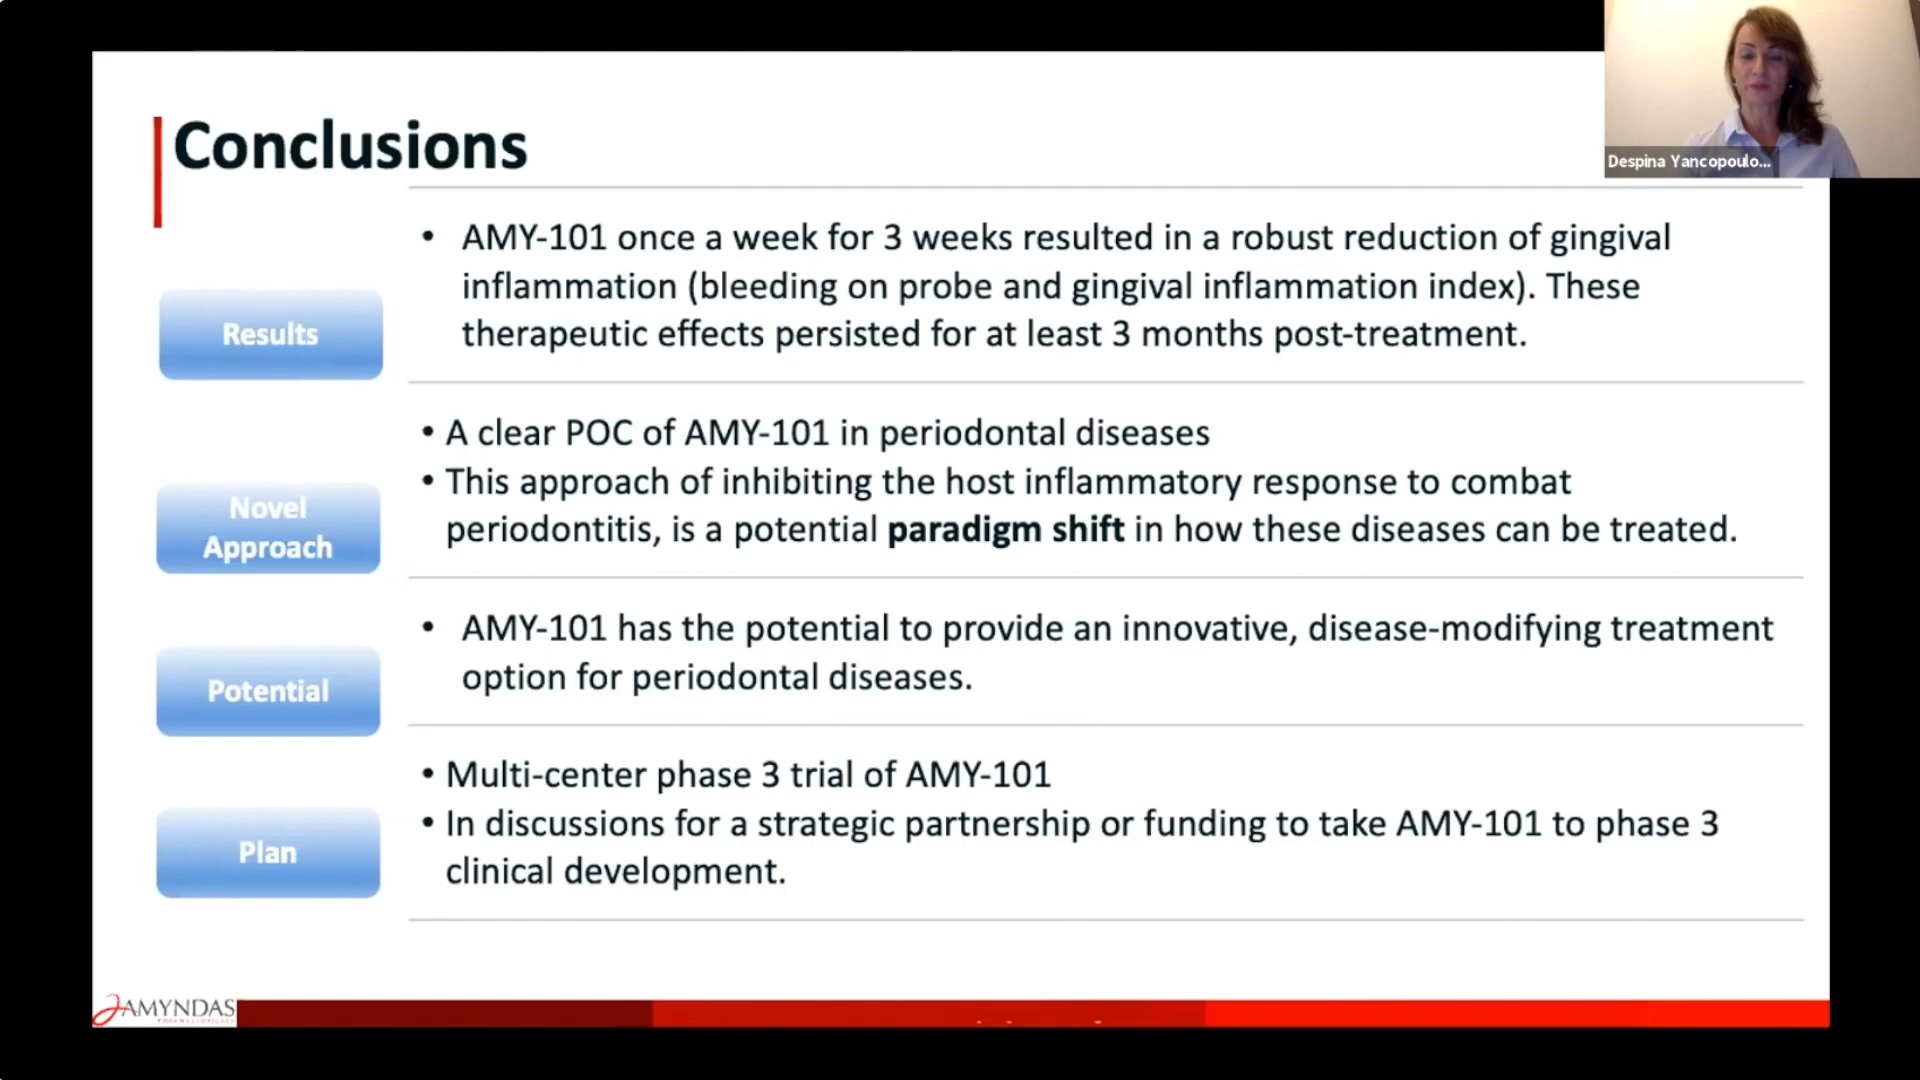 Despina Yancopoulo...
Conclusions
Results
• AMY-101 once a week for 3 weeks resulted in a robust reduction of gingival
inflammation (bleeding on probe and gingival inflammation index). These
therapeutic effects persisted for at least 3 months post-treatment.
Novel
Approach
• A clear POC of AMY-101 in periodontal diseases
• This approach of inhibiting the host inflammatory response to combat
periodontitis, is a potential paradigm shift in how these diseases can be treated.
Potential
• AMY-101 has the potential to provide an innovative, disease-modifying treatment
option for periodontal diseases.
Plan
• Multi-center phase 3 trial of AMY-101
• In discussions for a strategic partnership or funding to take AMY-101 to phase 3
clinical development.
AMYNDAS
PHARMACEUTICALS